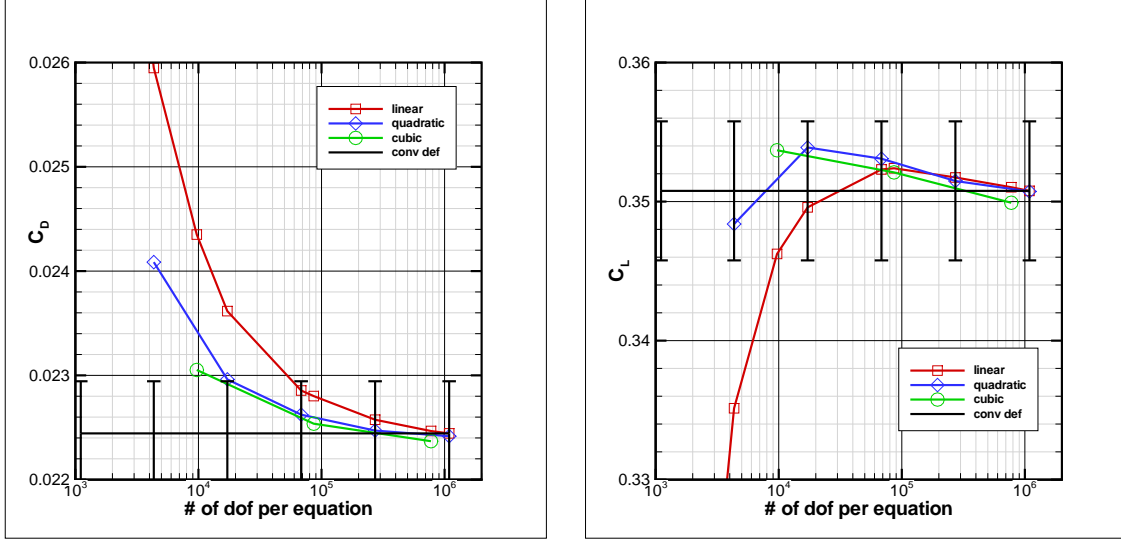 0.026
0.025
0.024
0.023
0.022
C_D
10^3
10^4
10^5
10^6
# of dof per equation
linear
quadratic
cubic
conv def
0.36
0.35
0.34
0.33
C_L
10^3
10^4
10^5
10^6
# of dof per equation
linear
quadratic
cubic
conv def